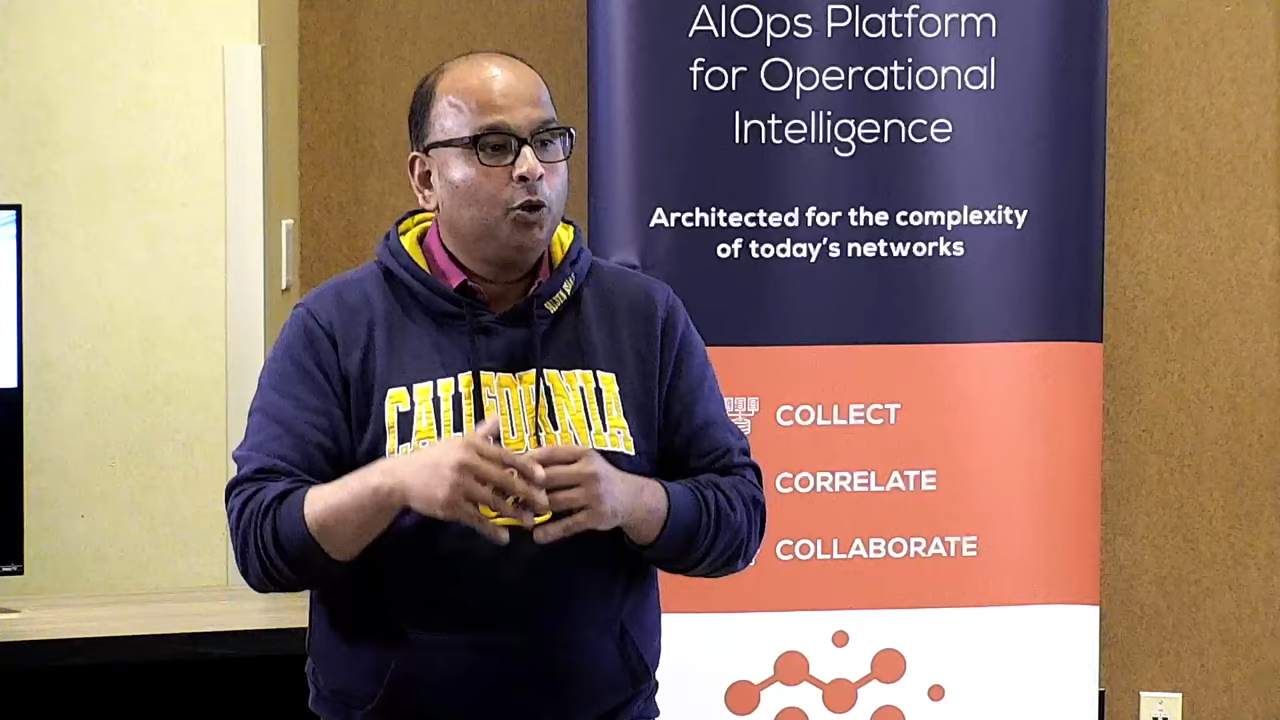 AIOps Platform
for Operational
Intelligence
Architected for the complexity
of today's networks
CALIFORNIA
COLLECT
CORRELATE
COLLABORATE